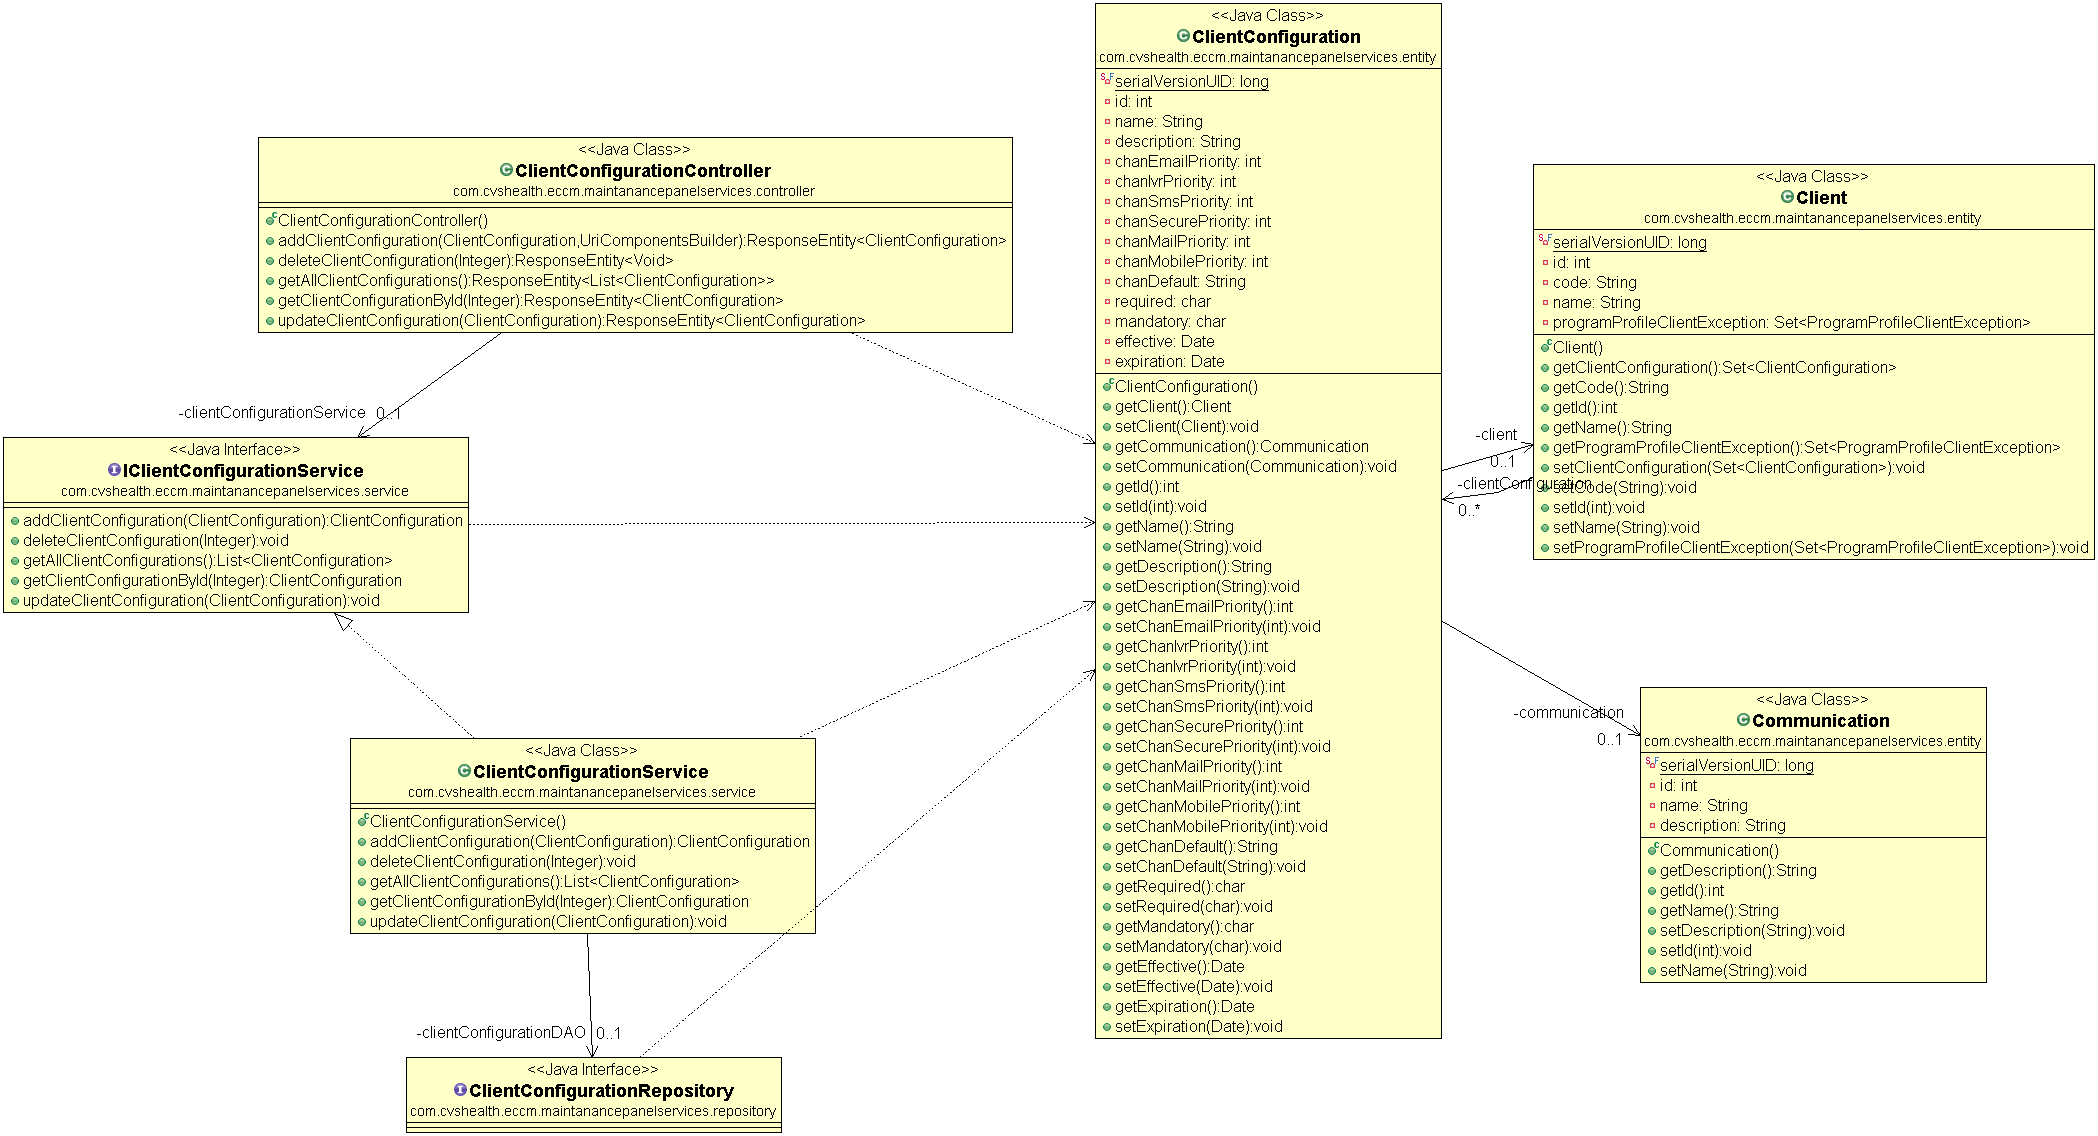 <<Java Class>>
ClientConfiguration
com.cvshealth.eccm.maintanancepanelservices.entity
serialVersionUID: long
id: int
name: String
description: String
chanEmailPriority: int
chanIvrPriority: int
chanSmsPriority: int
chanSecurePriority: int
chanMailPriority: int
chanMobilePriority: int
chanDefault: String
required: char
mandatory: char
effective: Date
expiration: Date
ClientConfiguration()
getClient():Client
setClient(Client):void
getCommunication():Communication
setCommunication(Communication):void
getId():int
setId(int):void
getName():String
setName(String):void
getDescription():String
setDescription(String):void
getChanEmailPriority():int
setChanEmailPriority(int):void
getChanIvrPriority():int
setChanIvrPriority(int):void
getChanSmsPriority():int
setChanSmsPriority(int):void
getChanSecurePriority():int
setChanSecurePriority(int):void
getChanMailPriority():int
setChanMailPriority(int):void
getChanMobilePriority():int
setChanMobilePriority(int):void
getChanDefault():String
setChanDefault(String):void
getRequired():char
setRequired(char):void
getMandatory():char
setMandatory(char):void
getEffective():Date
setEffective(Date):void
getExpiration():Date
setExpiration(Date):void
<<Java Class>>
ClientConfigurationController
com.cvshealth.eccm.maintanancepanelservices.controller
ClientConfigurationController()
addClientConfiguration(ClientConfiguration,UriComponentsBuilder):ResponseEntity<ClientConfiguration>
deleteClientConfiguration(Integer):ResponseEntity<Void>
getAllClientConfigurations():ResponseEntity<List<ClientConfiguration>>
getClientConfigurationById(Integer):ResponseEntity<ClientConfiguration>
updateClientConfiguration(ClientConfiguration):ResponseEntity<ClientConfiguration>
-clientConfigurationService 0..1
<<Java Interface>>
IClientConfigurationService
com.cvshealth.eccm.maintanancepanelservices.service
addClientConfiguration(ClientConfiguration):ClientConfiguration
deleteClientConfiguration(Integer):void
getAllClientConfigurations():List<ClientConfiguration>
getClientConfigurationById(Integer):ClientConfiguration
updateClientConfiguration(ClientConfiguration):void
<<Java Class>>
ClientConfigurationService
com.cvshealth.eccm.maintanancepanelservices.service
ClientConfigurationService()
addClientConfiguration(ClientConfiguration):ClientConfiguration
deleteClientConfiguration(Integer):void
getAllClientConfigurations():List<ClientConfiguration>
getClientConfigurationById(Integer):ClientConfiguration
updateClientConfiguration(ClientConfiguration):void
-clientConfigurationDAO 0..1
<<Java Interface>>
ClientConfigurationRepository
com.cvshealth.eccm.maintanancepanelservices.repository
<<Java Class>>
Client
com.cvshealth.eccm.maintanancepanelservices.entity
serialVersionUID: long
id: int
code: String
name: String
programProfileClientException: Set<ProgramProfileClientException>
Client()
getClientConfiguration():Set<ClientConfiguration>
getCode():String
getId():int
getName():String
getProgramProfileClientException():Set<ProgramProfileClientException>
setClientConfiguration(Set<ClientConfiguration>):void
setCode(String):void
setId(int):void
setName(String):void
setProgramProfileClientException(Set<ProgramProfileClientException>):void
-client
0..1
-clientConfiguration
0..*
-communication
0..1
<<Java Class>>
Communication
com.cvshealth.eccm.maintanancepanelservices.entity
serialVersionUID: long
id: int
name: String
description: String
Communication()
getDescription():String
getId():int
getName():String
setDescription(String):void
setId(int):void
setName(String):void